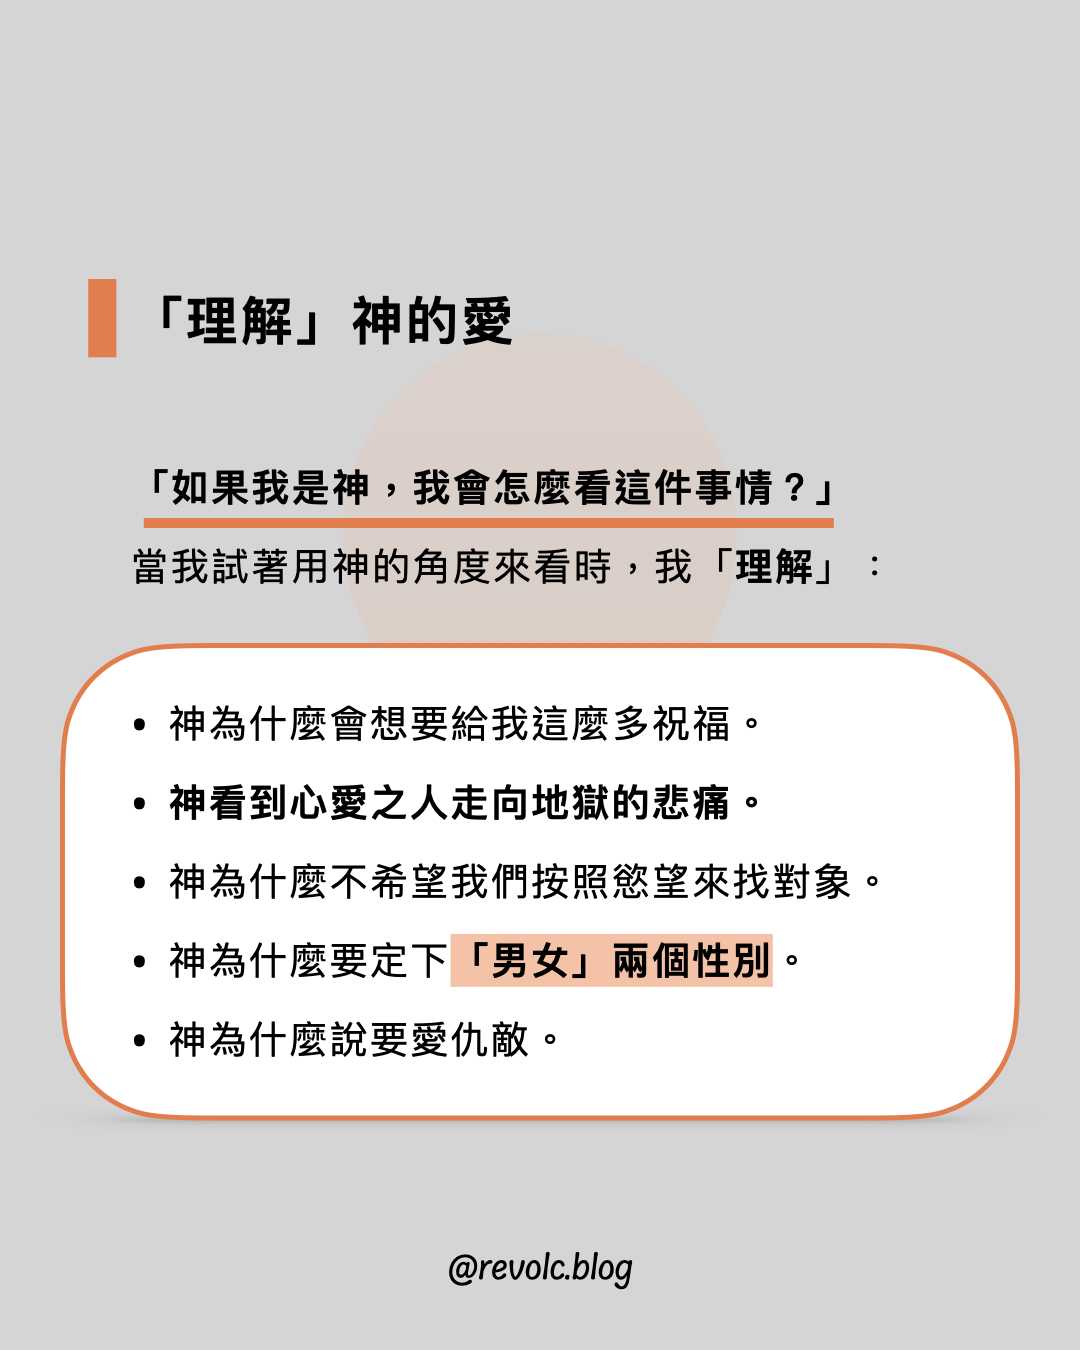 「理解」神的愛
「如果我是神，我會怎麼看這件事情？」
當我試著用神的角度來看時，我「理解」：
• 神為什麼會想要給我這麼多祝福。
• 神看到心愛之人走向地獄的悲痛。
• 神為什麼不希望我們按照慾望來找對象。
• 神為什麼要定下「男女」兩個性別。
• 神為什麼說要愛仇敵。
@revolc.blog